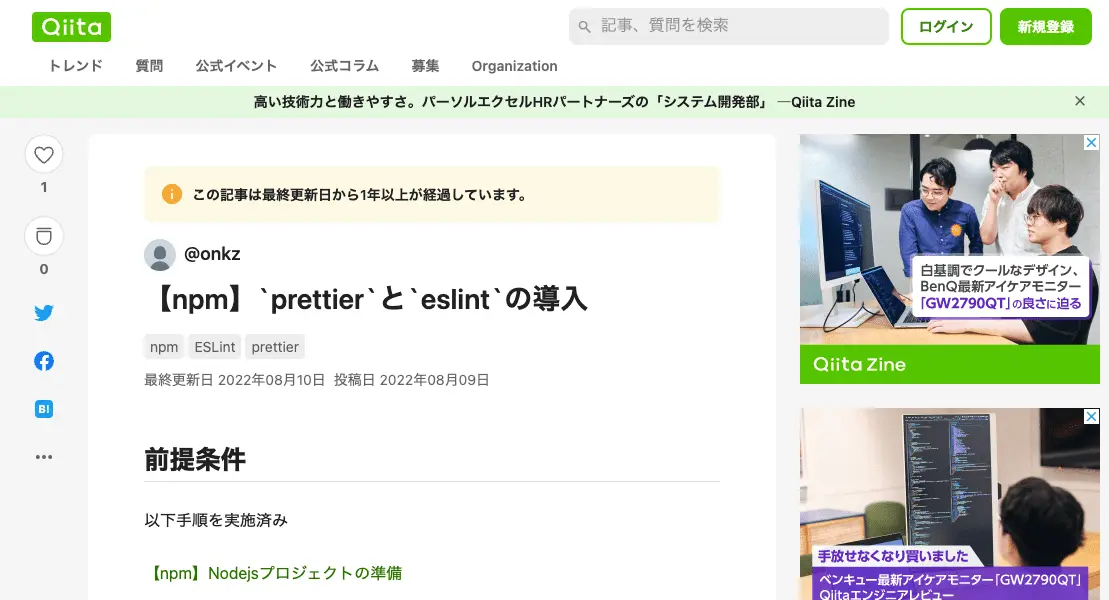 Qiita
記事、質問を検索
ログイン
新規登録
トレンド
質問
公式イベント
公式コラム
募集
Organization
高い技術力と働きやすさ。パーソルエクセルHRパートナーズの「システム開発部」 ―Qiita Zine
この記事は最終更新日から1年以上が経過しています。
1
@onkz
【npm】`prettier`と`eslint`の導入
0
npm
ESLint
prettier
最終更新日 2022年08月10日 投稿日 2022年08月09日
B!
前提条件
以下手順を実施済み
【npm】Nodejsプロジェクトの準備
白基調でクールなデザイン、
BenQ最新アイケアモニター
「GW2790QT」の良さに迫る
Qiita Zine
手放せなくなり買いました
ベンキュー最新アイケアモニター「GW2790QT」
Qiitaエンジニアレビュー